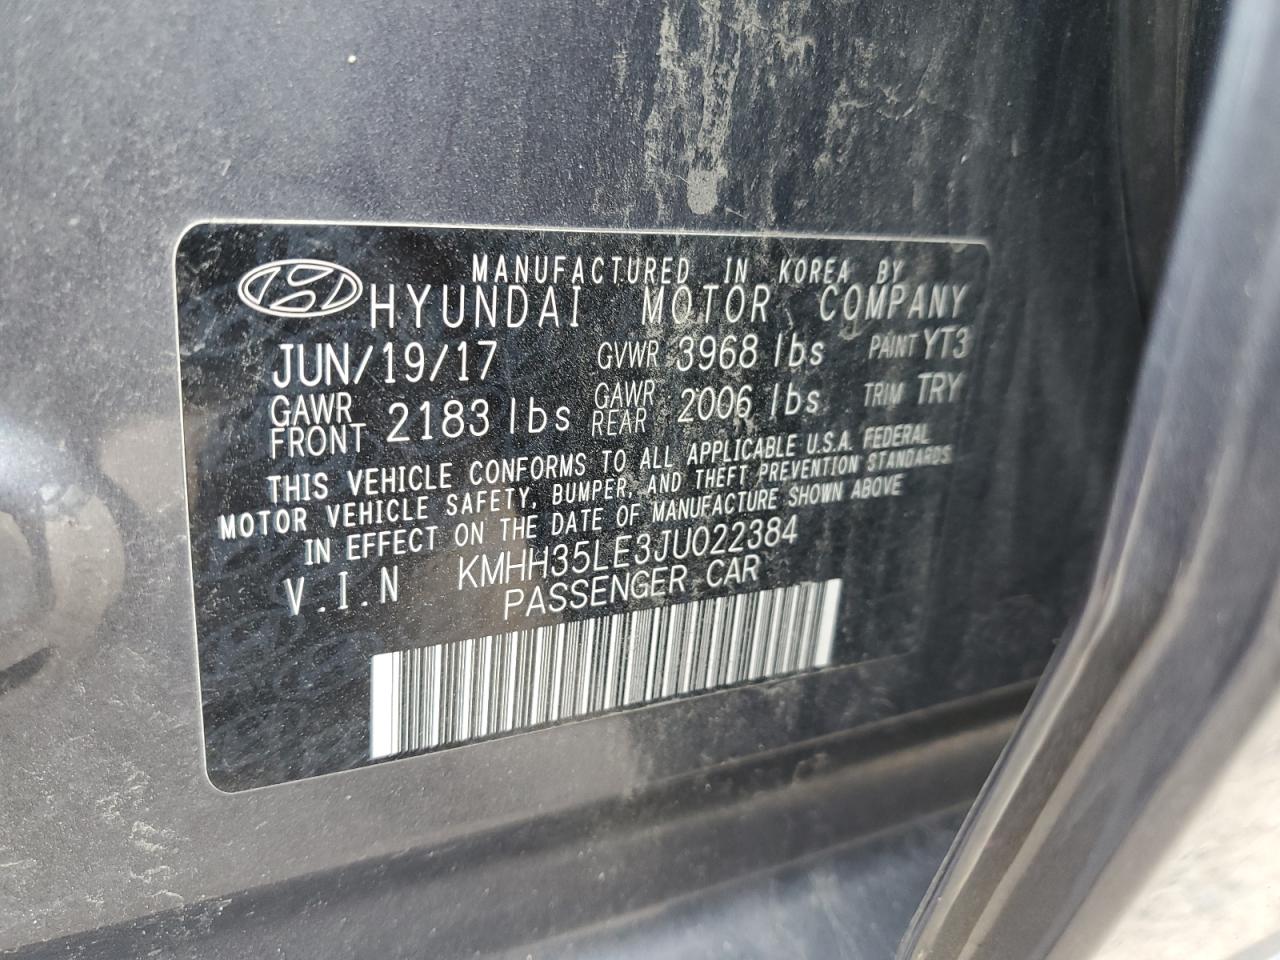 MANUFACTURED IN KOREA BY
HYUNDAI MOTOR COMPANY
JUN/19/17 GVWR 3968 lbs PAINT YT3
GAWR FRONT 2183 lbs GAWR REAR 2006 lbs TRIM TRY
THIS VEHICLE CONFORMS TO ALL APPLICABLE U.S.A. FEDERAL
MOTOR VEHICLE SAFETY, BUMPER, AND THEFT PREVENTION STANDARDS
IN EFFECT ON THE DATE OF MANUFACTURE SHOWN ABOVE
V.I.N KMHH35LE3JU022384
PASSENGER CAR